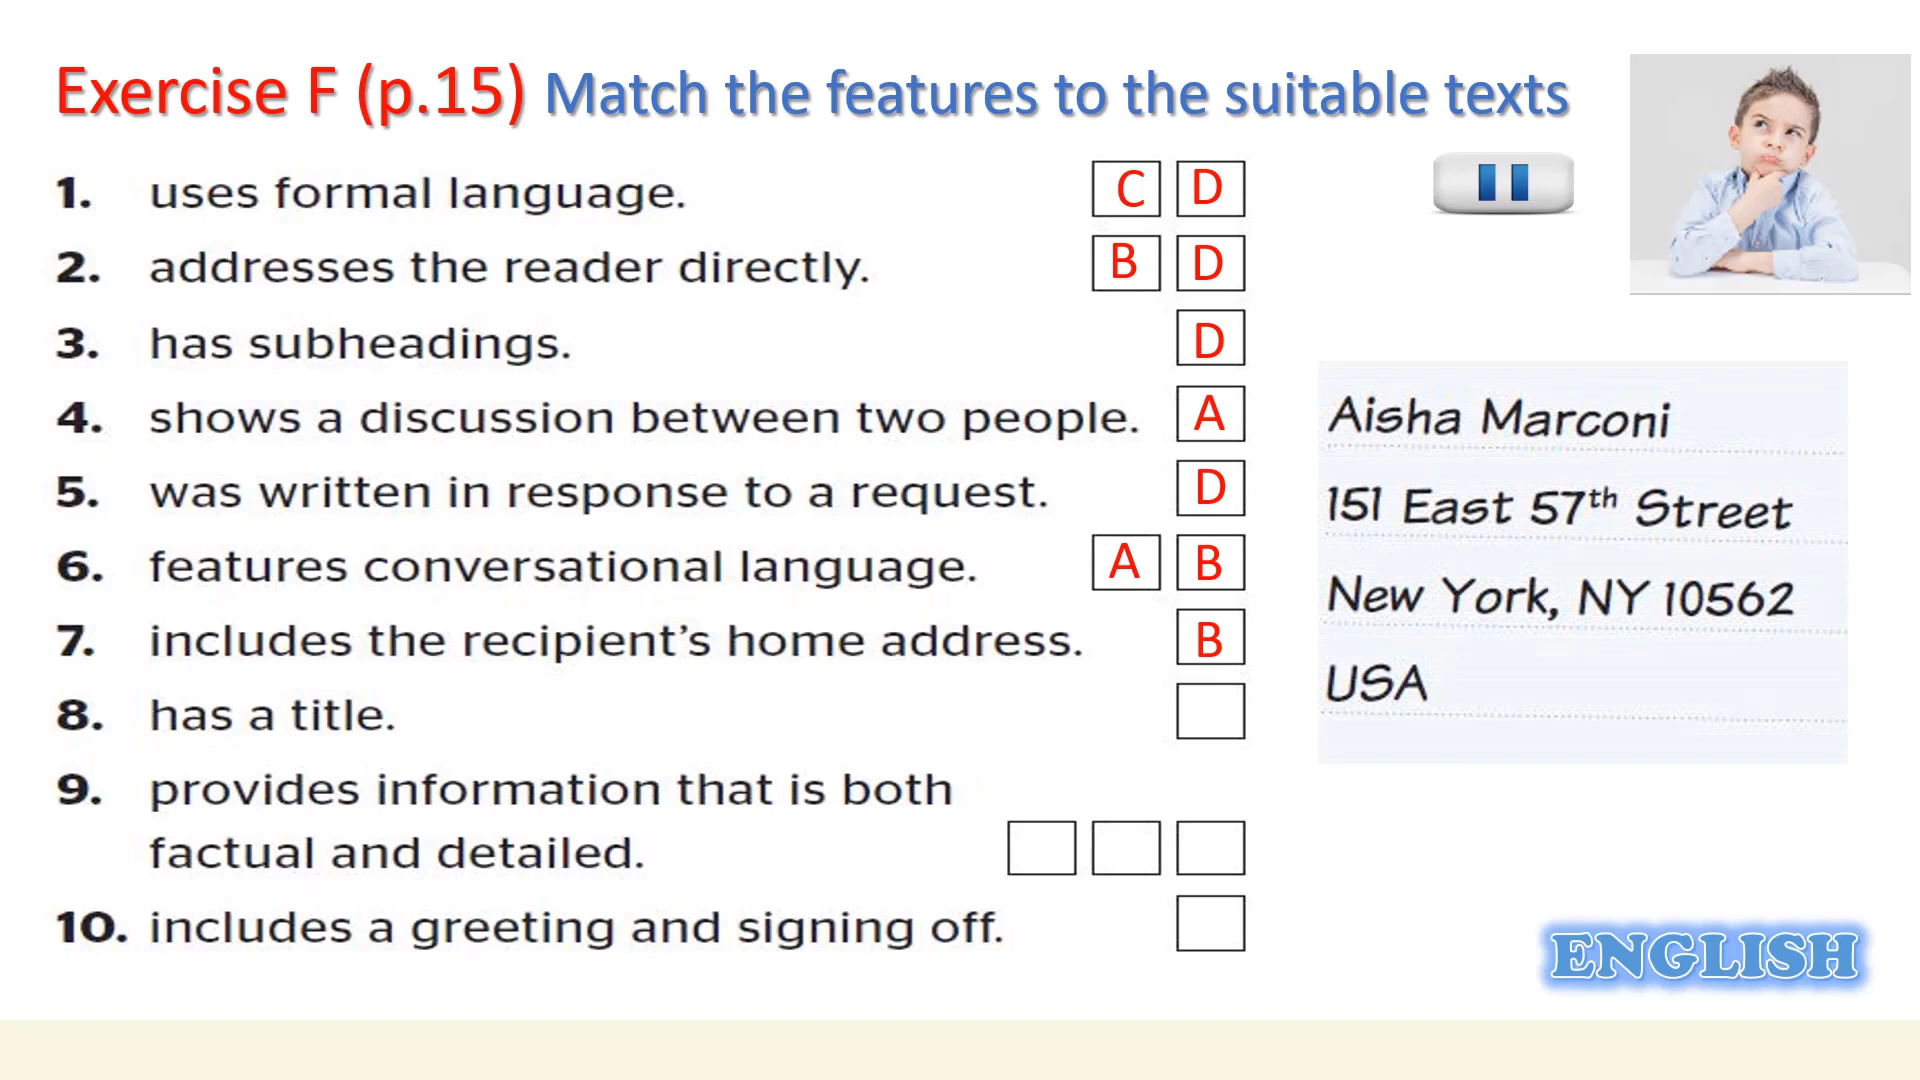 Exercise F (p.15) Match the features to the suitable texts
1. uses formal language. C D
2. addresses the reader directly. B D
3. has subheadings. D
4. shows a discussion between two people. A
5. was written in response to a request. D
6. features conversational language. A B
7. includes the recipient's home address. B
8. has a title.
9. provides information that is both
factual and detailed.
10. includes a greeting and signing off.
Aisha Marconi
151 East 57th Street
New York, NY 10562
USA
ENGLISH